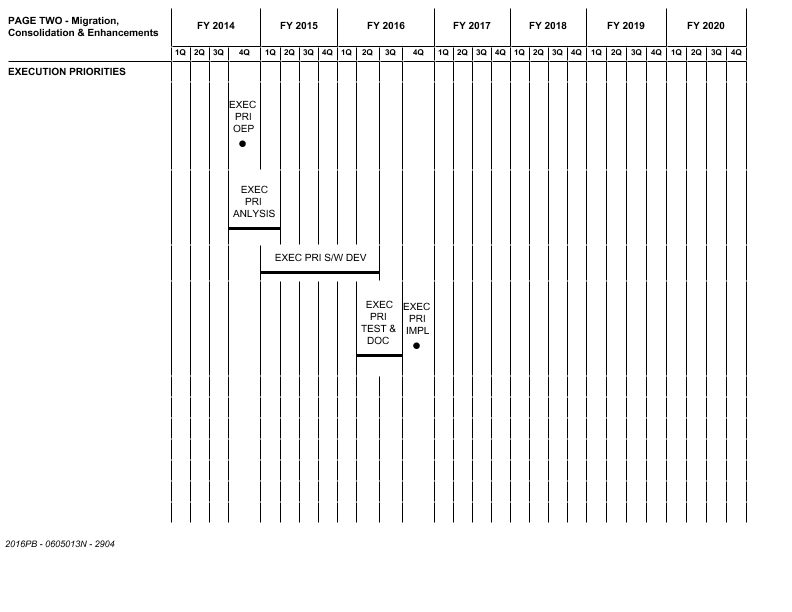 PAGE TWO - Migration,
Consolidation & Enhancements
FY 2014 FY 2015 FY 2016 FY 2017 FY 2018 FY 2019 FY 2020
1Q 2Q 3Q 4Q 1Q 2Q 3Q 4Q 1Q 2Q 3Q 4Q 1Q 2Q 3Q 4Q 1Q 2Q 3Q 4Q 1Q 2Q 3Q 4Q 1Q 2Q 3Q 4Q
EXECUTION PRIORITIES
EXEC
PRI
OEP
EXEC
PRI
ANLYSIS
EXEC PRI S/W DEV
EXEC
PRI
TEST &
DOC
EXEC
PRI
IMPL
2016PB - 0605013N - 2904